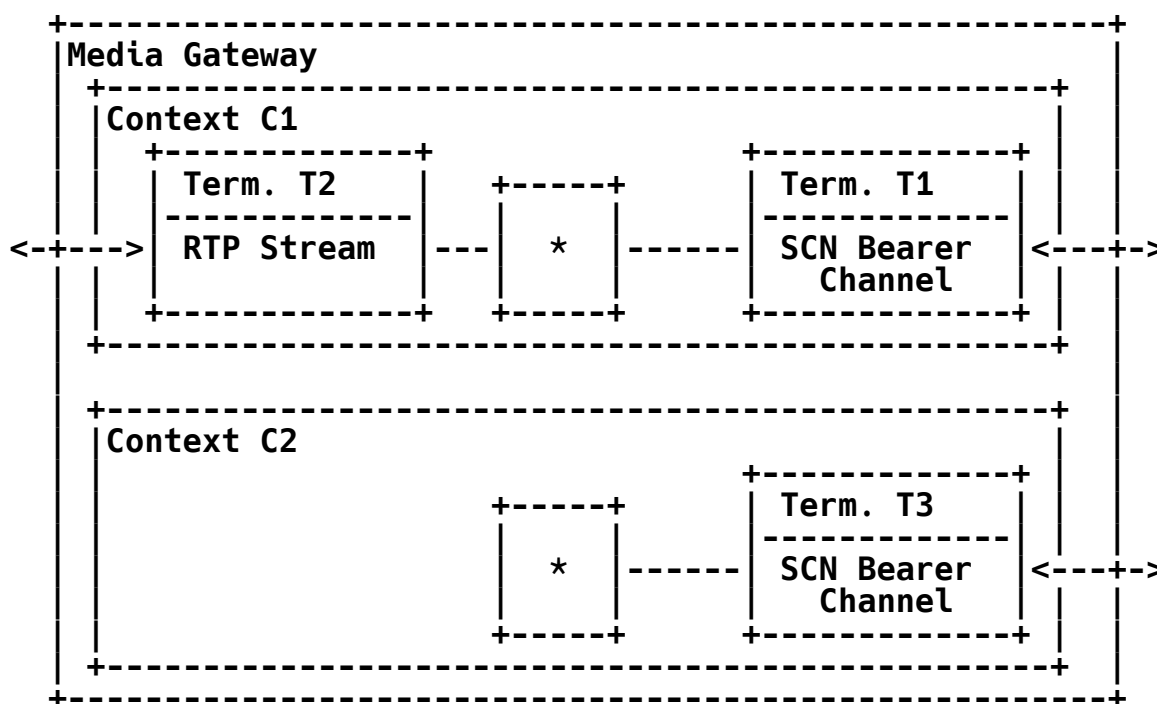 Media Gateway
Context C1
Term. T2
Term. T1
RTP Stream
*
SCN Bearer
Channel
Context C2
Term. T3
*
SCN Bearer
Channel